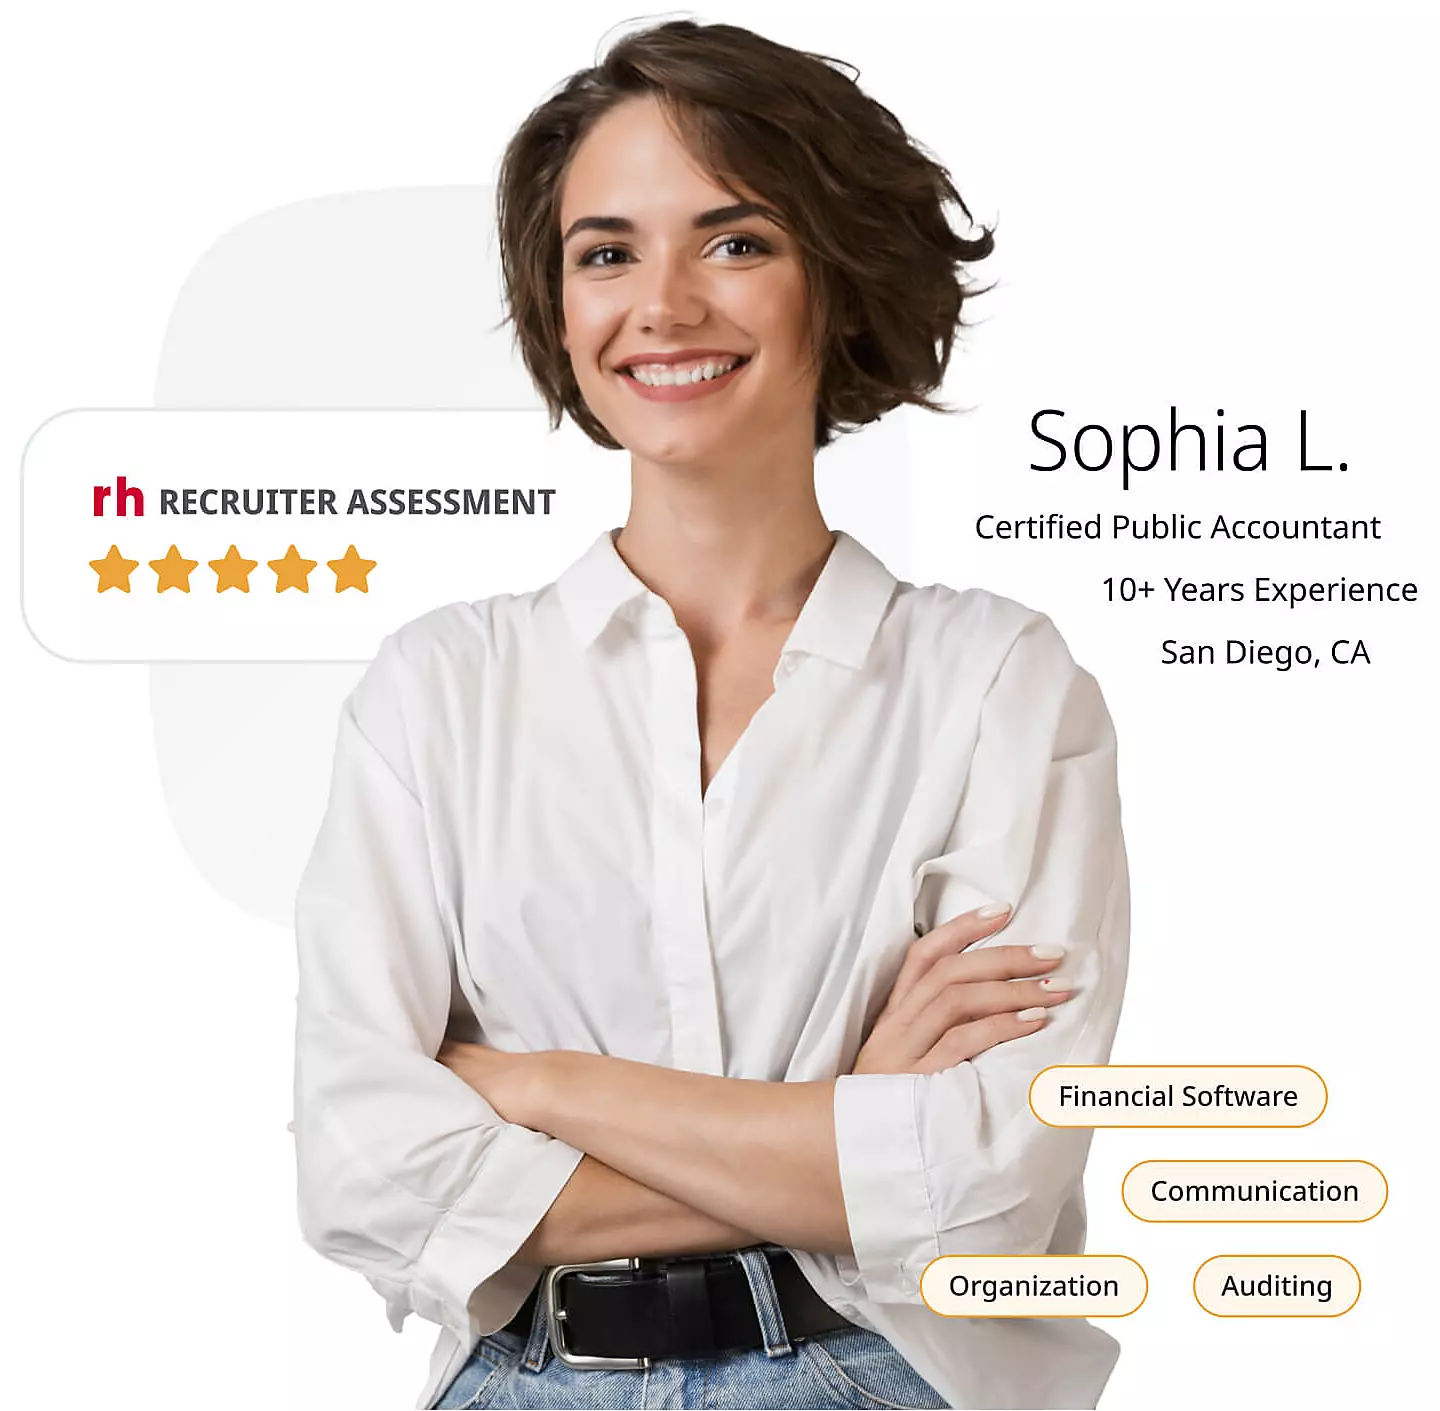 rh RECRUITER ASSESSMENT
Sophia L.
Certified Public Accountant
10+ Years Experience
San Diego, CA
Financial Software
Communication
Organization
Auditing